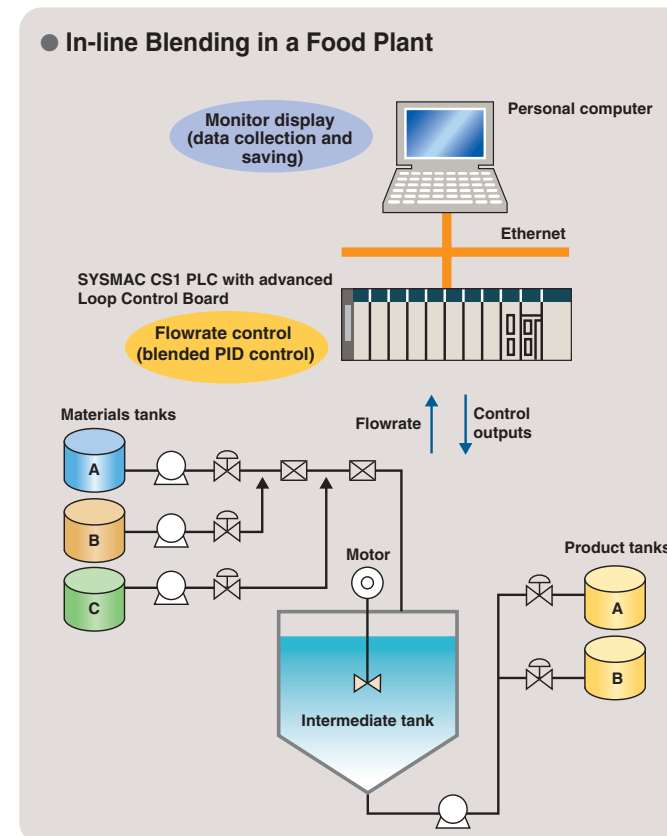 In-line Blending in a Food Plant
Monitor display
(data collection and
saving)
Personal computer
Ethernet
SYSMAC CS1 PLC with advanced
Loop Control Board
Flowrate control
(blended PID control)
Flowrate
Control
outputs
Materials tanks
A
B
C
Motor
Intermediate tank
Product tanks
A
B